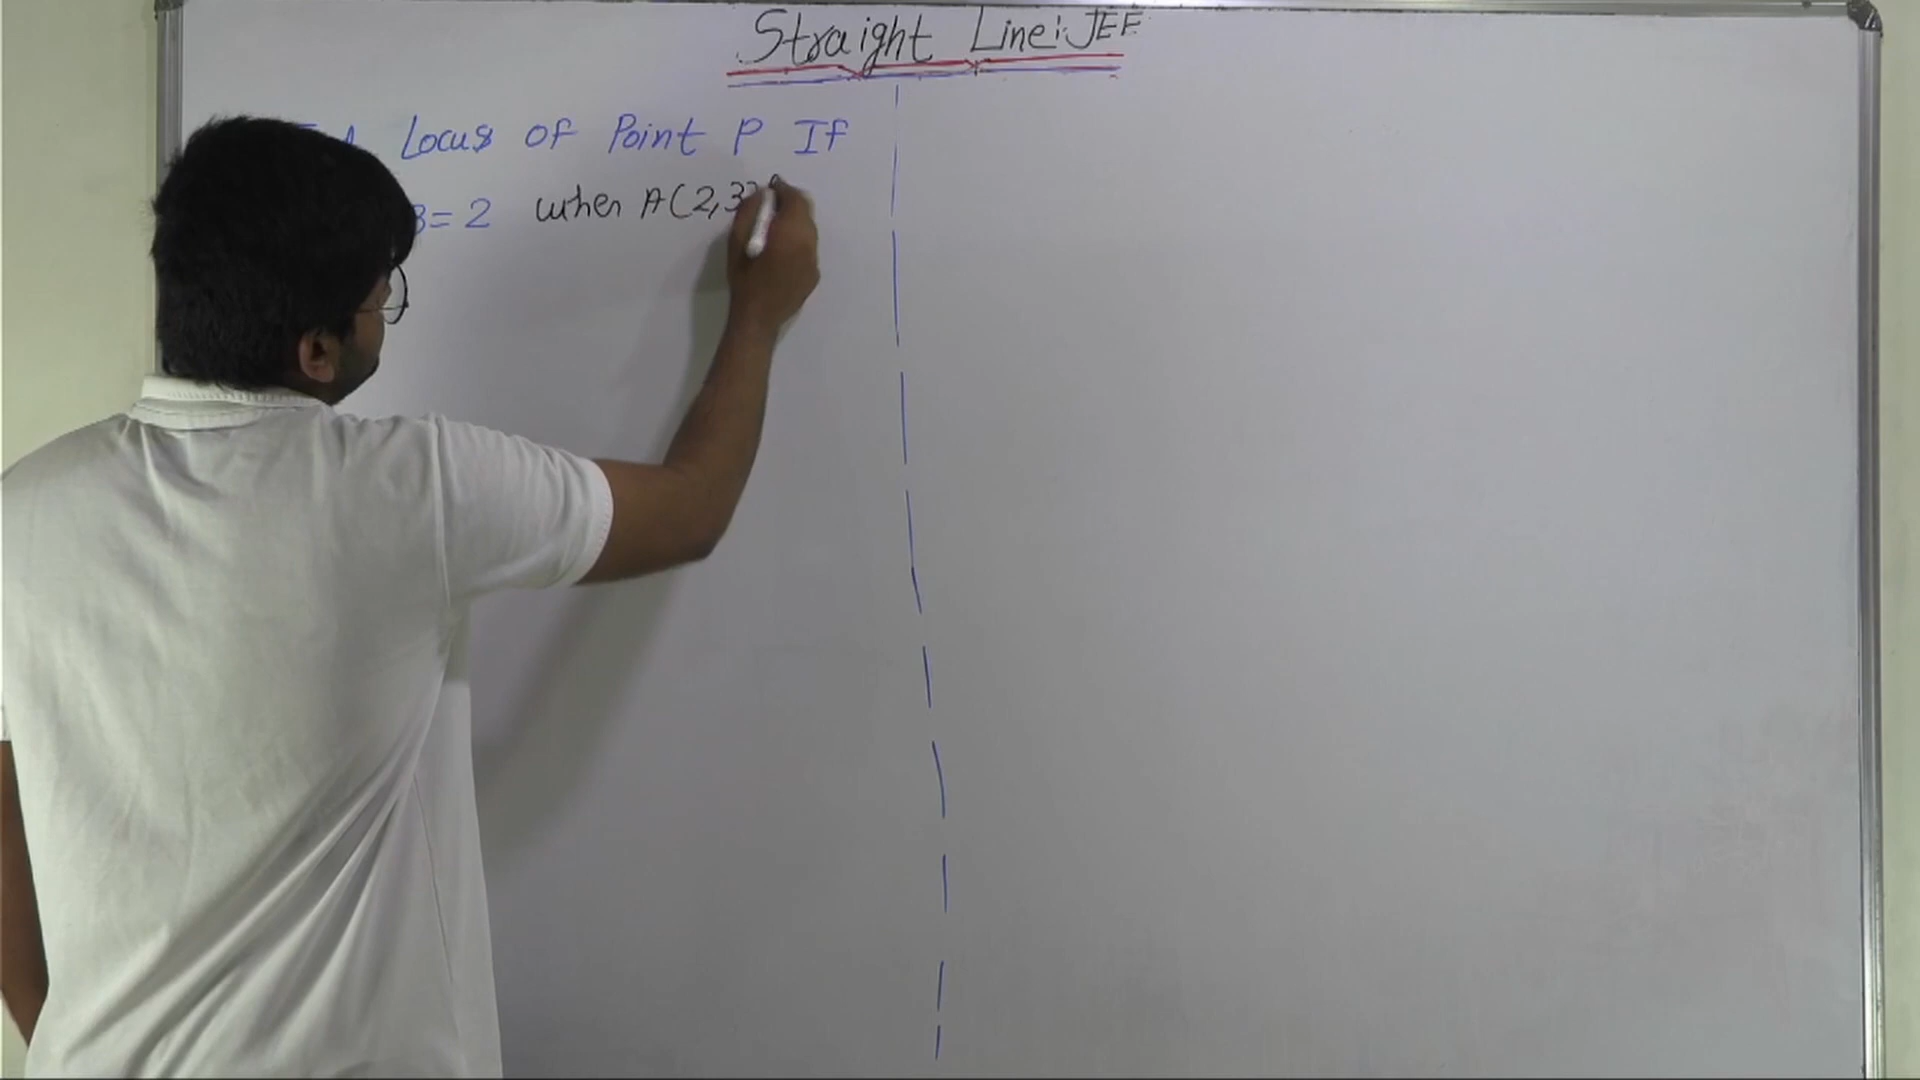 Straight Line: JEE
Locus of Point P If
B= 2 when A(2,3)